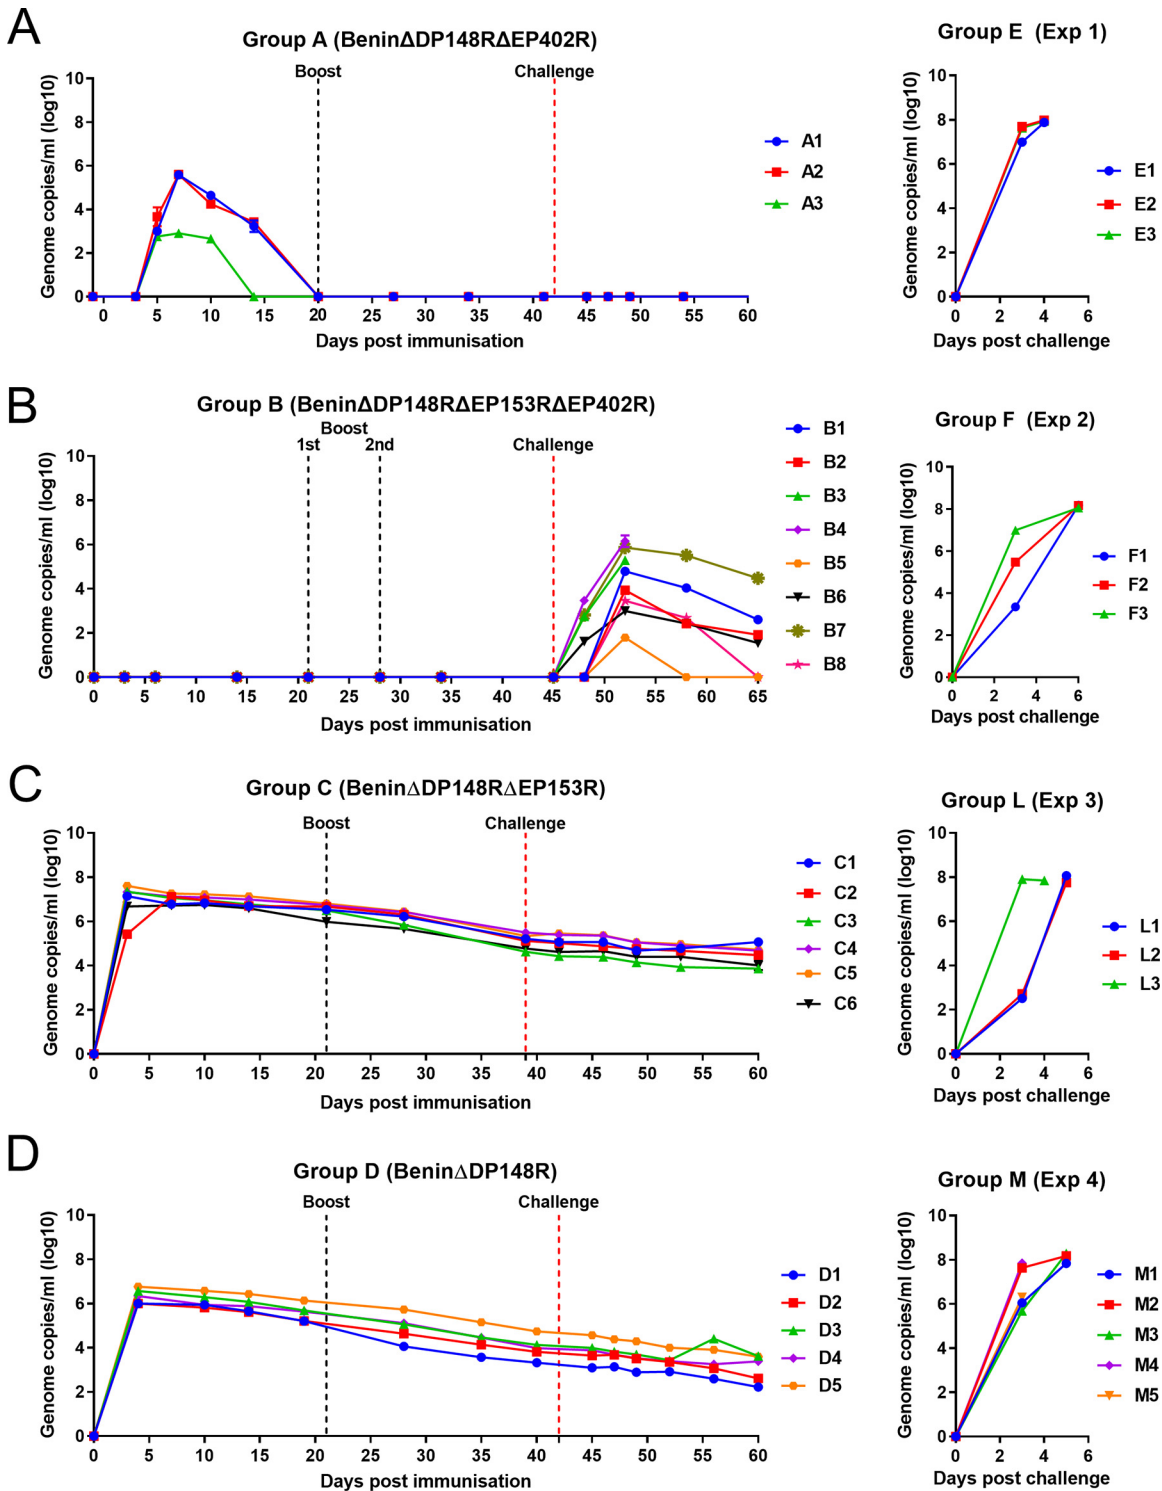 A
Group A (BeninΔDP148RΔEP402R)
Boost
Challenge
Genome copies/ml (log10)
10
8
6
4
2
0
0 5 10 15 20 25 30 35 40 45 50 55 60
Days post immunisation
A1
A2
A3
Group E (Exp 1)
Genome copies/ml (log10)
10
8
6
4
2
0
0 2 4 6
Days post challenge
E1
E2
E3
B
Group B (BeninΔDP148RΔEP153RΔEP402R)
Boost
1st 2nd
Challenge
Genome copies/ml (log10)
10
8
6
4
2
0
0 5 10 15 20 25 30 35 40 45 50 55 60 65
Days post immunisation
B1
B2
B3
B4
B5
B6
B7
B8
Group F (Exp 2)
Genome copies/ml (log10)
10
8
6
4
2
0
0 2 4 6
Days post challenge
F1
F2
F3
C
Group C (BeninΔDP148RΔEP153R)
Boost
Challenge
Genome copies/ml (log10)
10
8
6
4
2
0
0 5 10 15 20 25 30 35 40 45 50 55 60
Days post immunisation
C1
C2
C3
C4
C5
C6
Group L (Exp 3)
Genome copies/ml (log10)
10
8
6
4
2
0
0 2 4 6
Days post challenge
L1
L2
L3
D
Group D (BeninΔDP148R)
Boost
Challenge
Genome copies/ml (log10)
10
8
6
4
2
0
0 5 10 15 20 25 30 35 40 45 50 55 60
Days post immunisation
D1
D2
D3
D4
D5
Group M (Exp 4)
Genome copies/ml (log10)
10
8
6
4
2
0
0 2 4 6
Days post challenge
M1
M2
M3
M4
M5